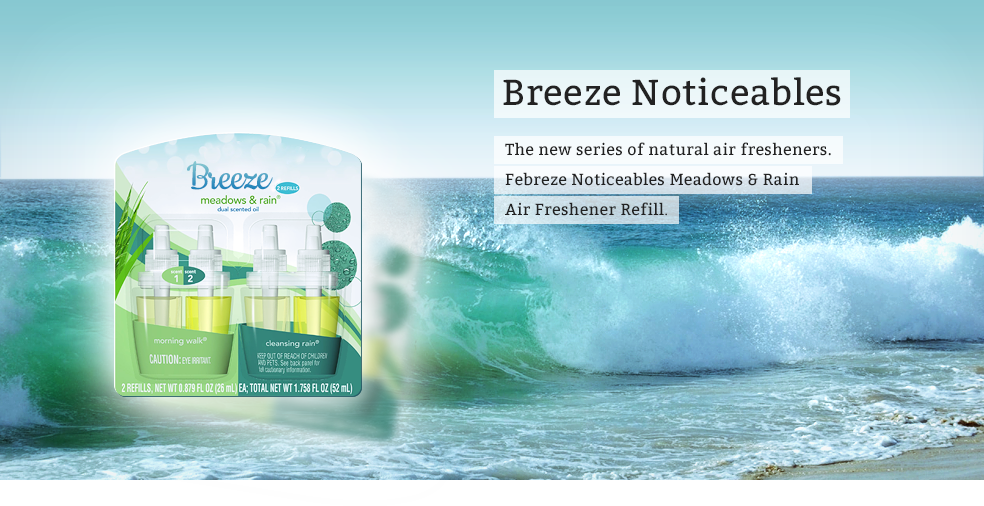 Breeze Noticeables
The new series of natural air fresheners.
Febreze Noticeables Meadows & Rain
Air Freshener Refill.
Breeze
2 REFILLS
meadows & rain®
dual scented oil
scent 1 scent 2
morning walk®
cleansing rain®
CAUTION: EYE IRRITANT
KEEP OUT OF REACH OF CHILDREN
AND PETS. See back panel for
full cautionary information.
2 REFILLS, NET WT 0.879 FL OZ (26 mL) EA; TOTAL NET WT 1.758 FL OZ (52 mL)